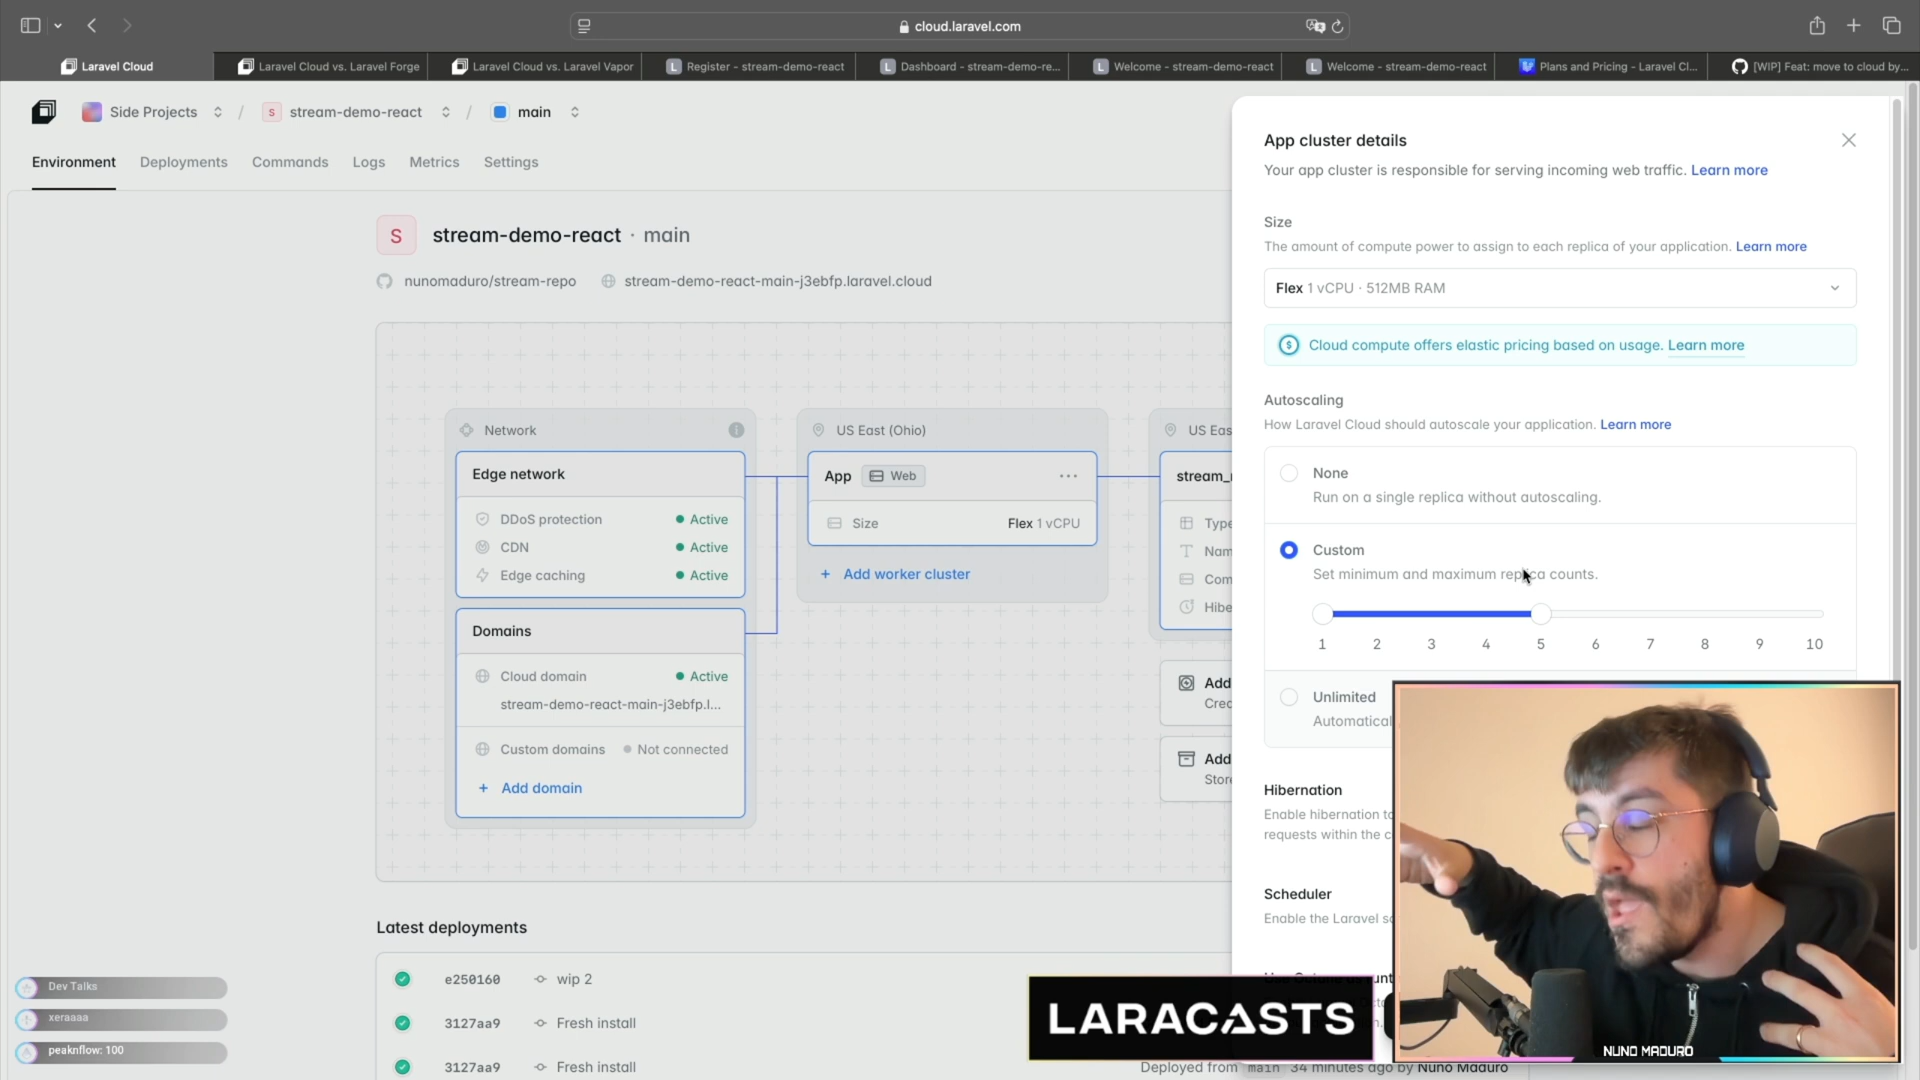 cloud.laravel.com
Laravel Cloud
Laravel Cloud vs. Laravel Forge
Laravel Cloud vs. Laravel Vapor
L Register - stream-demo-react
L Dashboard - stream-demo-re...
L Welcome - stream-demo-react
L Welcome - stream-demo-react
Plans and Pricing - Laravel Cl...
[WIP] Feat: move to cloud by...
Side Projects / S stream-demo-react / main
Environment
Deployments
Commands
Logs
Metrics
Settings
S stream-demo-react · main
nunomaduro/stream-repo
stream-demo-react-main-j3ebfp.laravel.cloud
Network
Edge network
DDoS protection Active
CDN Active
Edge caching Active
Domains
Cloud domain Active
stream-demo-react-main-j3ebfp.l...
Custom domains Not connected
+ Add domain
US East (Ohio)
App Web ...
Size Flex 1 vCPU
+ Add worker cluster
US Eas
stream_
Type
Nam
Com
Hibe
Add
Crea
Add
Store
Latest deployments
e250160 wip 2
3127aa9 Fresh install
3127aa9 Fresh install
Deployed from main 34 minutes ago by Nuno Maduro
App cluster details
Your app cluster is responsible for serving incoming web traffic. Learn more
Size
The amount of compute power to assign to each replica of your application. Learn more
Flex 1 vCPU · 512MB RAM
$ Cloud compute offers elastic pricing based on usage. Learn more
Autoscaling
How Laravel Cloud should autoscale your application. Learn more
None
Run on a single replica without autoscaling.
Custom
Set minimum and maximum replica counts.
1 2 3 4 5 6 7 8 9 10
Unlimited
Automatical
Hibernation
Enable hibernation to
requests within the c
Scheduler
Enable the Laravel sc
Dev Talks
xeraaaa
peaknflow: 100
LARACASTS
NUNO MADURO